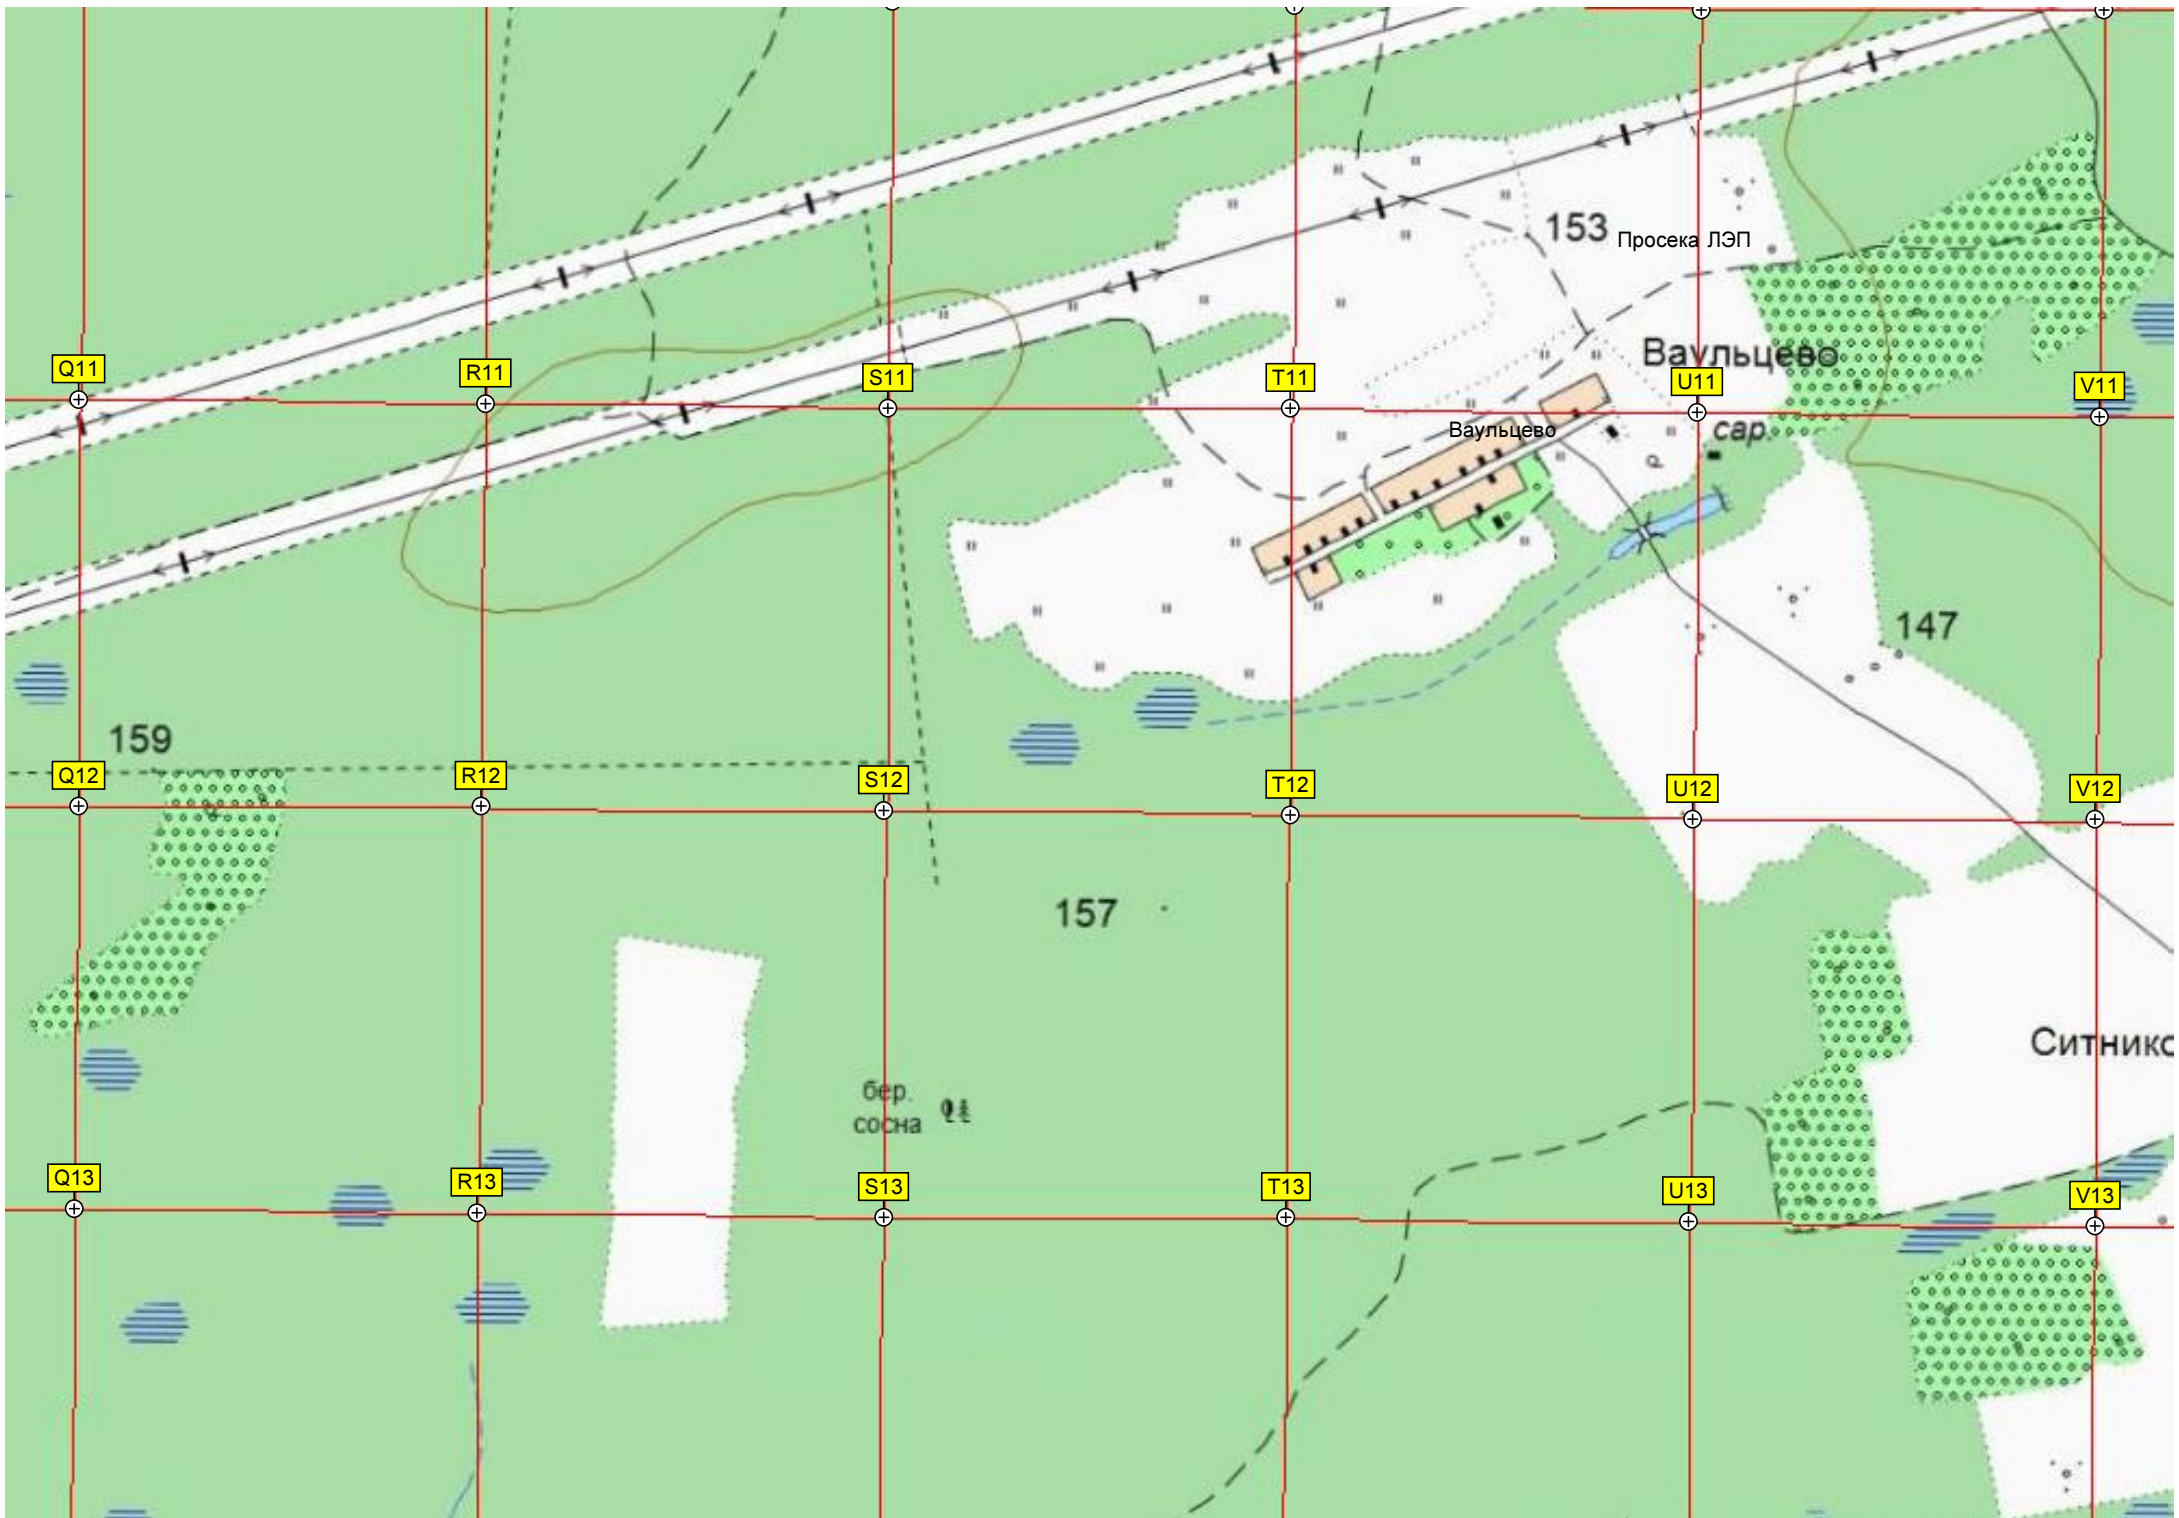 153
Просека ЛЭП
Ваульцево
Q11
R11
S11
T11
U11
V11
Ваульцево
сар.
147
159
Q12
R12
S12
T12
U12
V12
157
Ситнико
бер.
сосна
Q13
R13
S13
T13
U13
V13